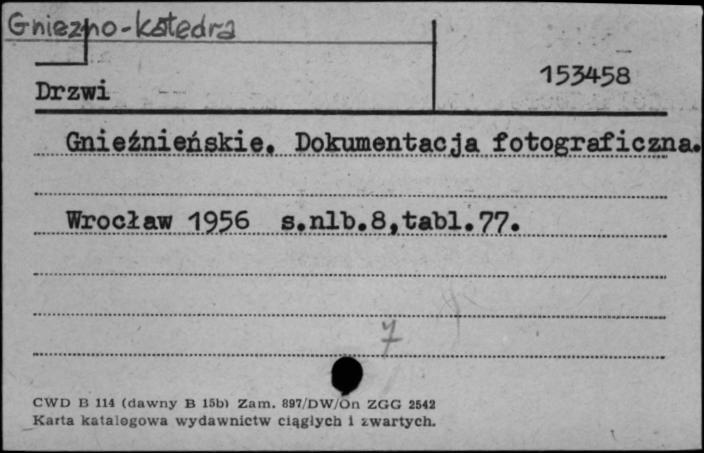 Gniezno-katedra
153458
Drzwi
Gnieźnieńskie. Dokumentacja fotograficzna.
Wrocław 1956 s.nlb.8,tabl.77.
7
CWD B 114 (dawny B 15b) Zam. 897/DW/On ZGG 2542
Karta katalogowa wydawnictw ciągłych i zwartych.